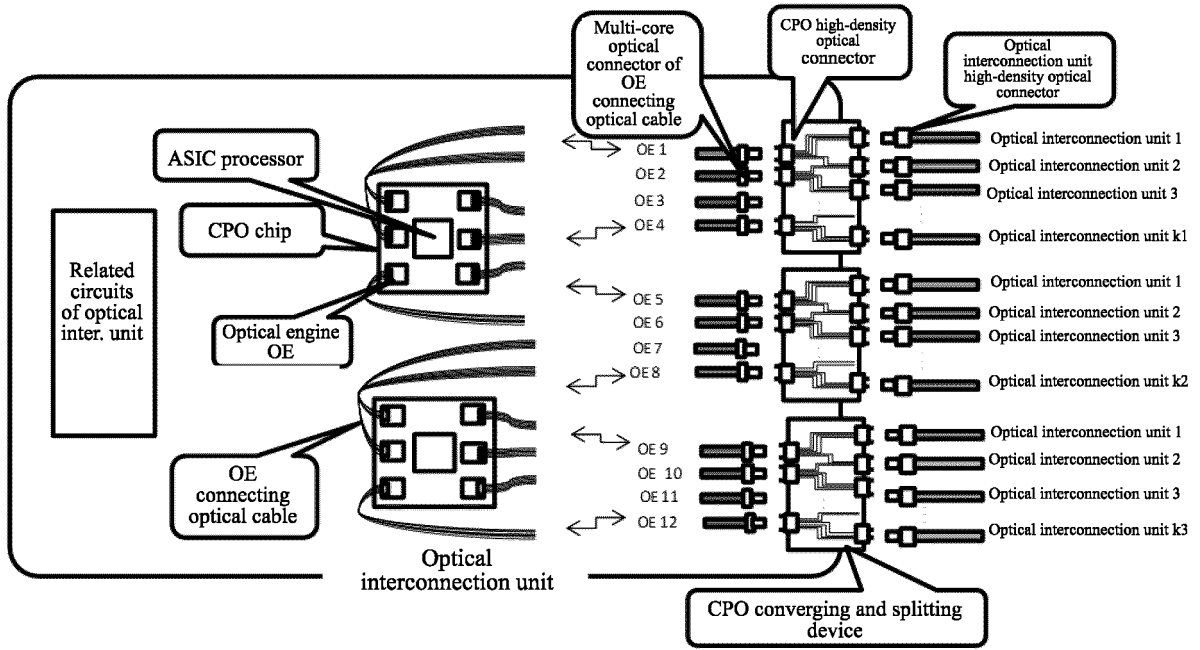 Multi-core
optical
connector of
OE
connecting
optical cable
CPO high-density
optical
connector
Optical
interconnection unit
high-density optical
connector
ASIC processor
CPO chip
Related
circuits
of optical
inter. unit
Optical engine
OE
OE
connecting
optical cable
Optical
interconnection unit
OE 1
OE 2
OE 3
OE 4
OE 5
OE 6
OE 7
OE 8
OE 9
OE 10
OE 11
OE 12
Optical interconnection unit 1
Optical interconnection unit 2
Optical interconnection unit 3
Optical interconnection unit k1
Optical interconnection unit 1
Optical interconnection unit 2
Optical interconnection unit 3
Optical interconnection unit k2
Optical interconnection unit 1
Optical interconnection unit 2
Optical interconnection unit 3
Optical interconnection unit k3
CPO converging and splitting
device